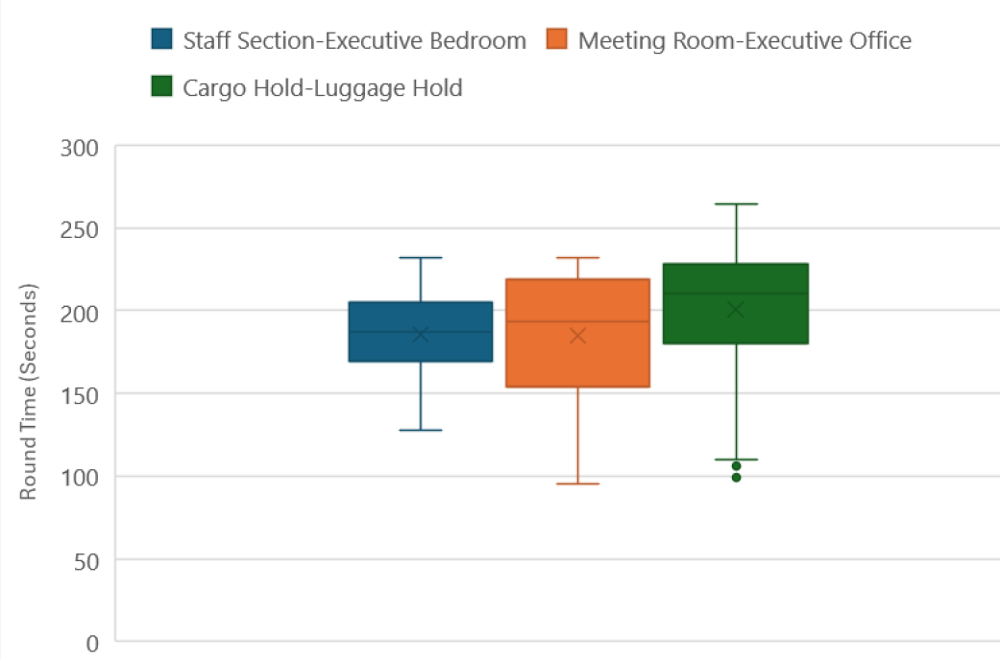 Staff Section-Executive Bedroom Meeting Room-Executive Office
Cargo Hold-Luggage Hold
300
250
200
150
100
50
0
Round Time (Seconds)